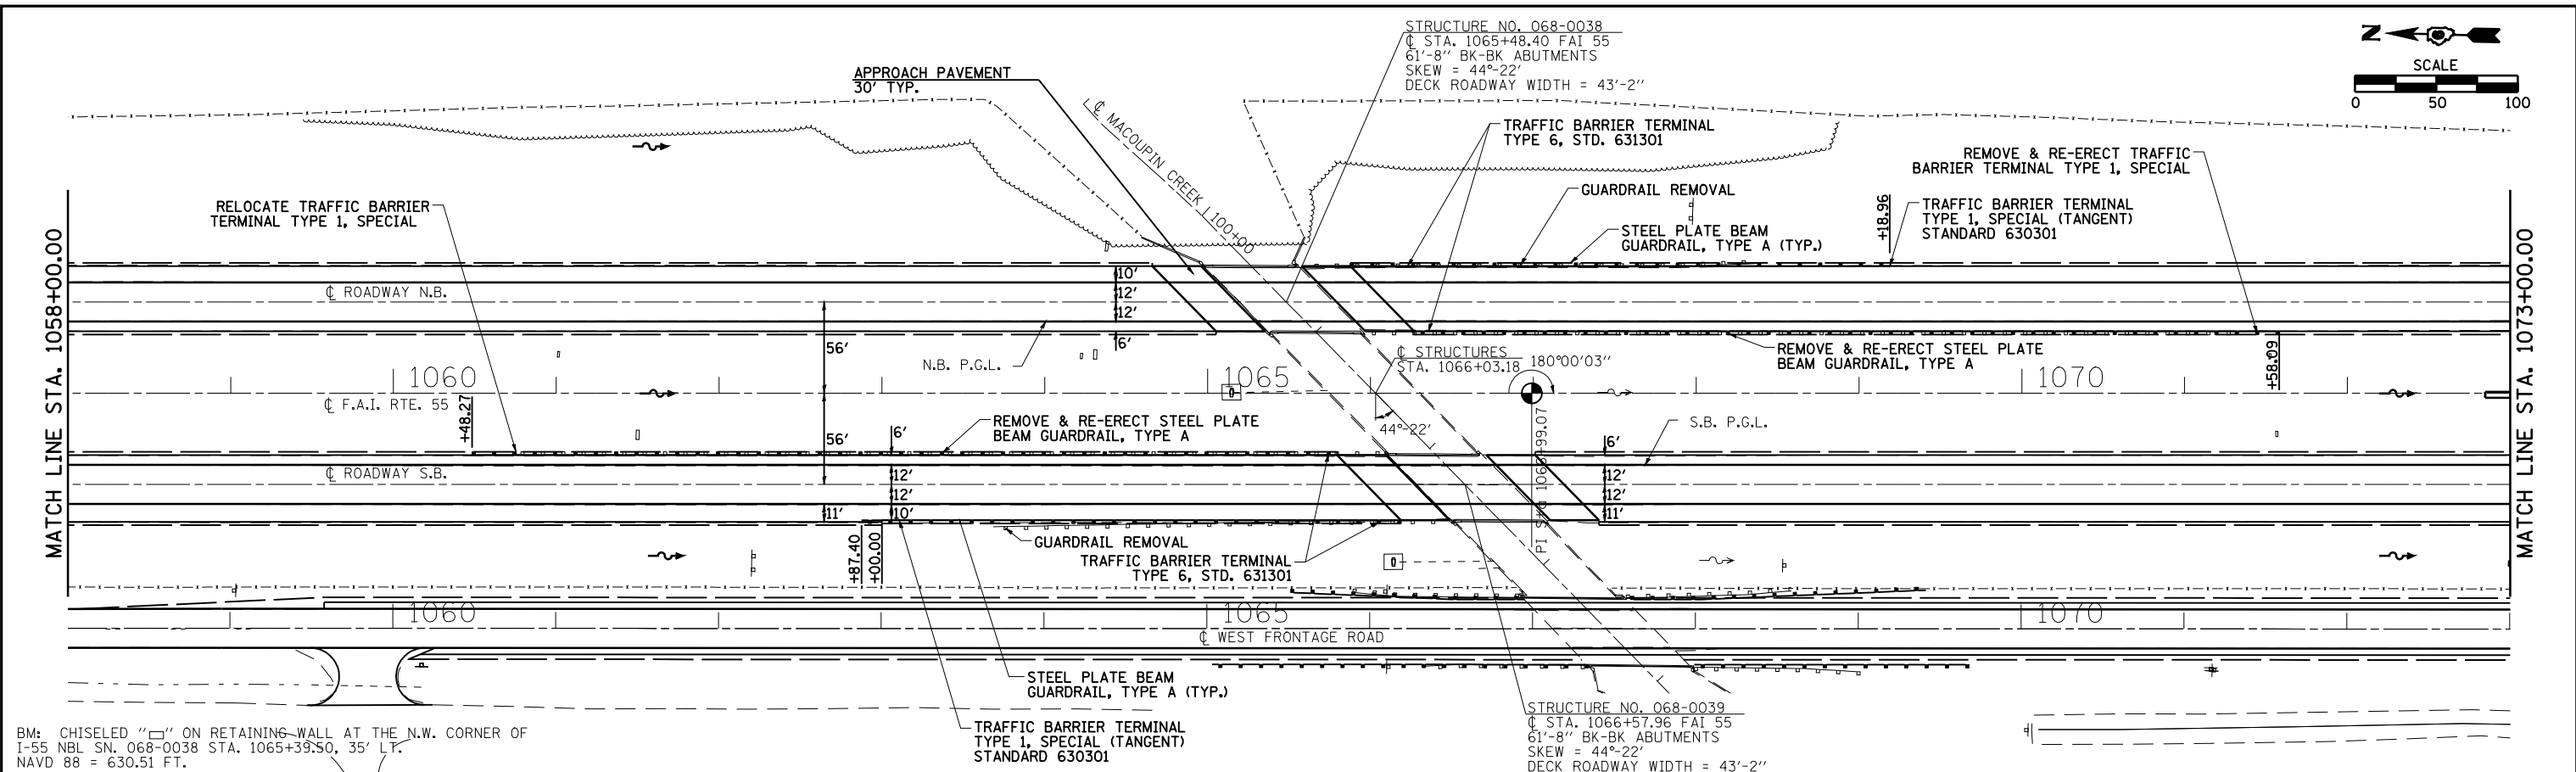 STRUCTURE NO. 068-0038
℄ STA. 1065+48.40 FAI 55
61'-8" BK-BK ABUTMENTS
SKEW = 44°-22'
DECK ROADWAY WIDTH = 43'-2"
N
SCALE
0 50 100
APPROACH PAVEMENT
30' TYP.
℄ MACOUPIN CREEK
100+00
TRAFFIC BARRIER TERMINAL
TYPE 6, STD. 631301
REMOVE & RE-ERECT TRAFFIC
BARRIER TERMINAL TYPE 1, SPECIAL
GUARDRAIL REMOVAL
RELOCATE TRAFFIC BARRIER
TERMINAL TYPE 1, SPECIAL
STEEL PLATE BEAM
GUARDRAIL, TYPE A (TYP.)
+18.96
TRAFFIC BARRIER TERMINAL
TYPE 1, SPECIAL (TANGENT)
STANDARD 630301
MATCH LINE STA. 1058+00.00
MATCH LINE STA. 1073+00.00
℄ ROADWAY N.B.
10'
12'
12'
6'
56'
N.B. P.G.L.
℄ STRUCTURES
STA. 1066+03.18
180°00'03"
REMOVE & RE-ERECT STEEL PLATE
BEAM GUARDRAIL, TYPE A
+58.09
1060
1065
1070
℄ F.A.I. RTE. 55
+48.27
56'
6'
REMOVE & RE-ERECT STEEL PLATE
BEAM GUARDRAIL, TYPE A
44°-22'
PI Sta 1066+99.07
S.B. P.G.L.
6'
℄ ROADWAY S.B.
12'
12'
10'
11'
12'
12'
11'
+87.40
+00.00
GUARDRAIL REMOVAL
TRAFFIC BARRIER TERMINAL
TYPE 6, STD. 631301
1060
1065
1070
℄ WEST FRONTAGE ROAD
STEEL PLATE BEAM
GUARDRAIL, TYPE A (TYP.)
TRAFFIC BARRIER TERMINAL
TYPE 1, SPECIAL (TANGENT)
STANDARD 630301
STRUCTURE NO. 068-0039
℄ STA. 1066+57.96 FAI 55
61'-8" BK-BK ABUTMENTS
SKEW = 44°-22'
DECK ROADWAY WIDTH = 43'-2"
BM: CHISELED "□" ON RETAINING WALL AT THE N.W. CORNER OF
I-55 NBL SN. 068-0038 STA. 1065+39.50, 35' LT.
NAVD 88 = 630.51 FT.